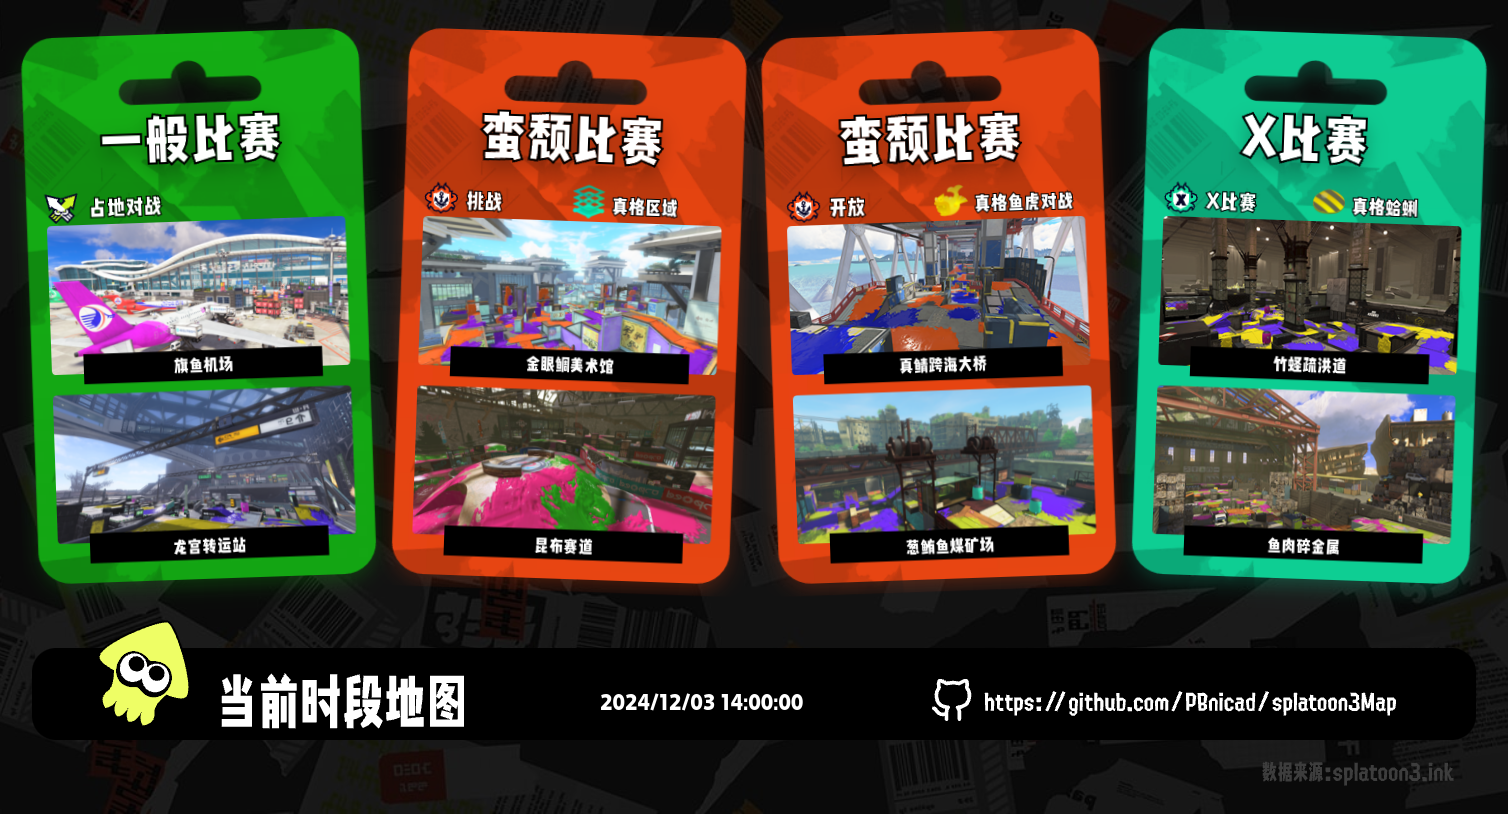 一般比赛
占地对战
旗鱼机场
龙宫转运站
蛮颓比赛
挑战
真格区域
金眼鲷美术馆
昆布赛道
蛮颓比赛
开放
真格鱼虎对战
真鲭跨海大桥
葱鲔鱼煤矿场
X比赛
X比赛
真格蛤蜊
竹蛏疏洪道
鱼肉碎金属
当前时段地图
2024/12/03 14:00:00
https://github.com/PBnicad/splatoon3Map
数据来源:splatoon3.ink